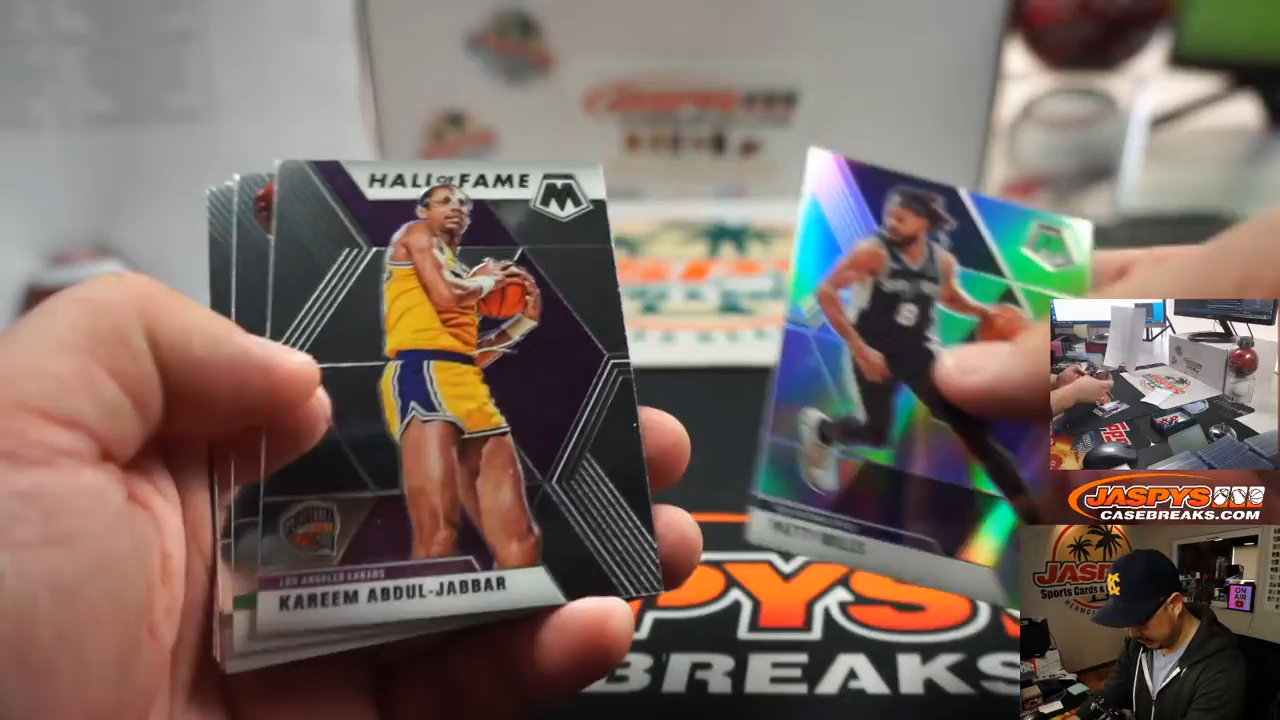 HALL OF FAME
M
LOS ANGELES LAKERS
KAREEM ABDUL-JABBAR
8
JASPYS
JASPYS
CASEBREAKS.COM
BREAKS
JASPYS
Sports Cards &
ON
AIR